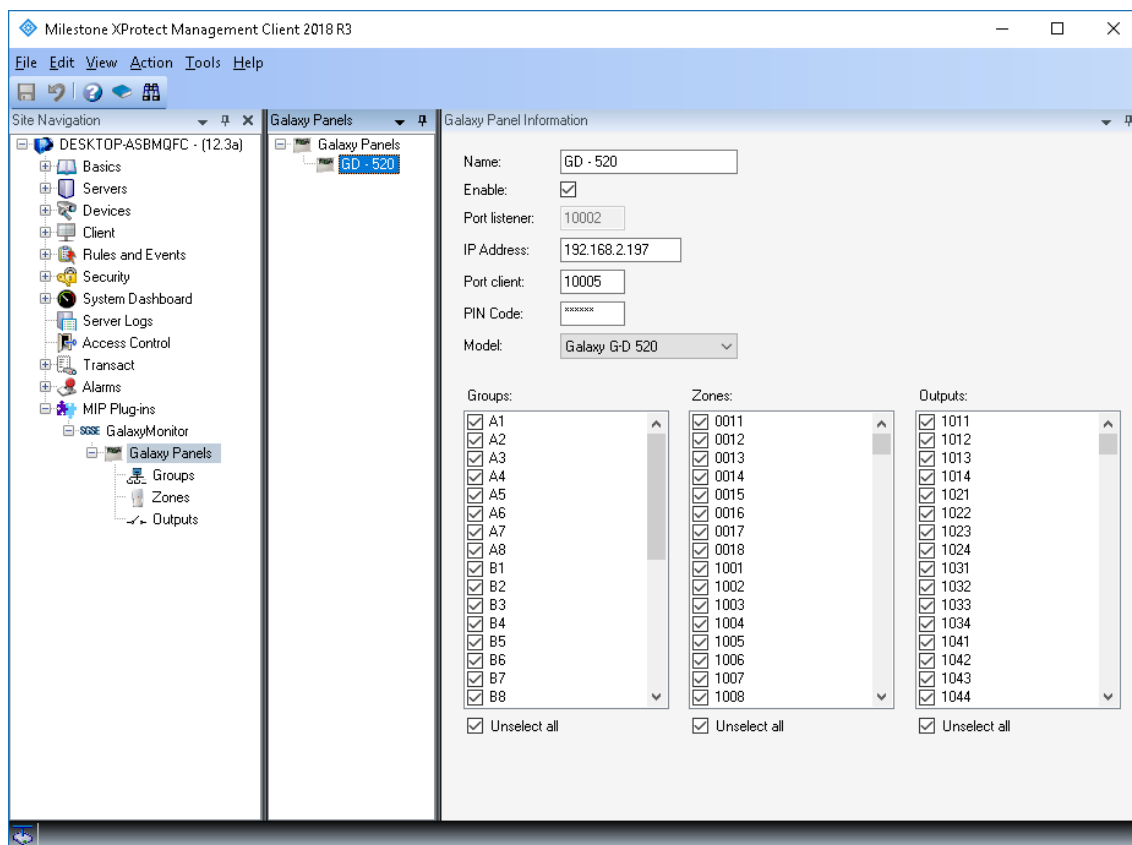 Milestone XProtect Management Client 2018 R3
File Edit View Action Tools Help
Site Navigation
DESKTOP-ASBMQFC - (12.3a)
Basics
Servers
Devices
Client
Rules and Events
Security
System Dashboard
Server Logs
Access Control
Transact
Alarms
MIP Plug-ins
SGSE GalaxyMonitor
Galaxy Panels
Groups
Zones
Outputs
Galaxy Panels
Galaxy Panels
GD - 520
Galaxy Panel Information
Name: GD - 520
Enable:
Port listener: 10002
IP Address: 192.168.2.197
Port client: 10005
PIN Code: ******
Model: Galaxy G-D 520
Groups:
A1
A2
A3
A4
A5
A6
A7
A8
B1
B2
B3
B4
B5
B6
B7
B8
Unselect all
Zones:
0011
0012
0013
0014
0015
0016
0017
0018
1001
1002
1003
1004
1005
1006
1007
1008
Unselect all
Outputs:
1011
1012
1013
1014
1021
1022
1023
1024
1031
1032
1033
1034
1041
1042
1043
1044
Unselect all